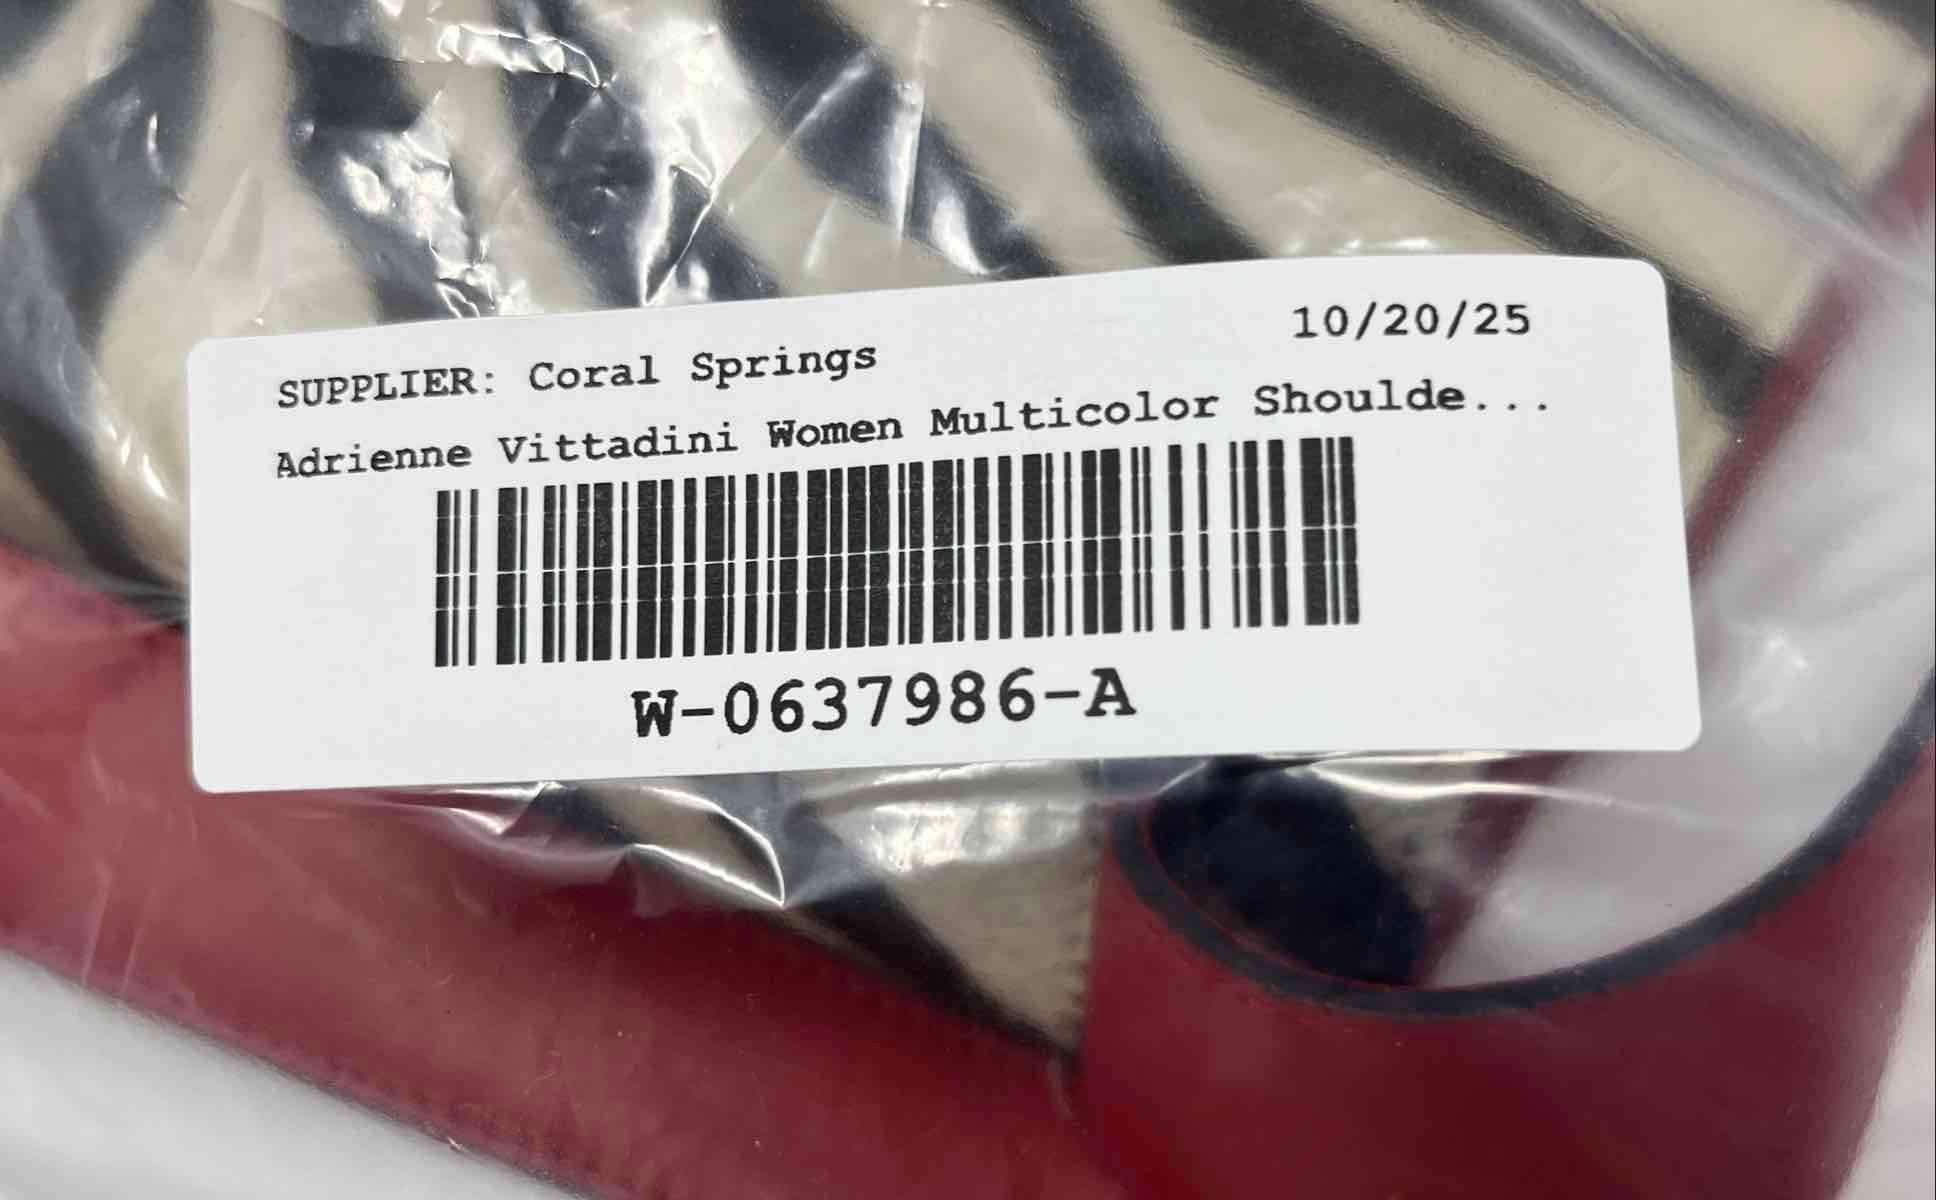 10/20/25
SUPPLIER: Coral Springs
Adrienne Vittadini Women Multicolor Shoulde...
W-0637986-A